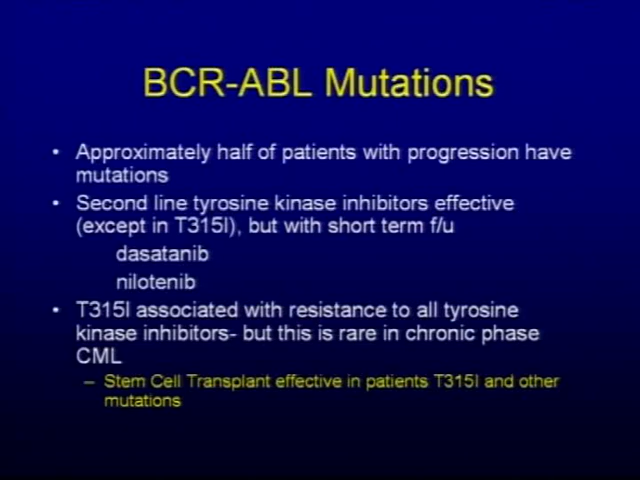 BCR-ABL Mutations
• Approximately half of patients with progression have
mutations
• Second line tyrosine kinase inhibitors effective
(except in T315I), but with short term f/u
dasatanib
nilotenib
• T315I associated with resistance to all tyrosine
kinase inhibitors- but this is rare in chronic phase
CML
– Stem Cell Transplant effective in patients T315I and other
mutations